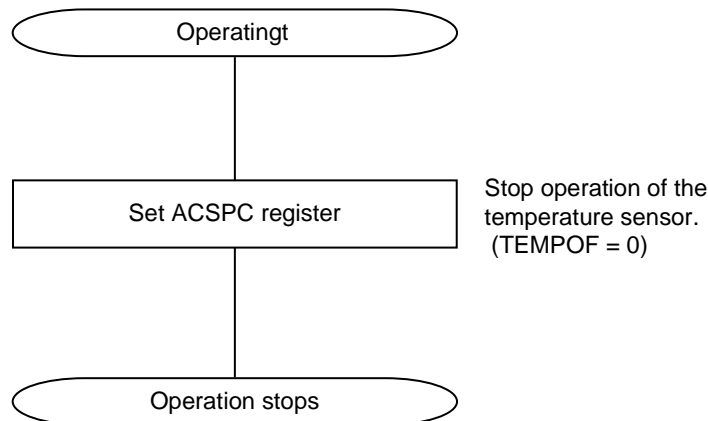 Operatingt
Set ACSPC register
Stop operation of the
temperature sensor.
(TEMPOF = 0)
Operation stops